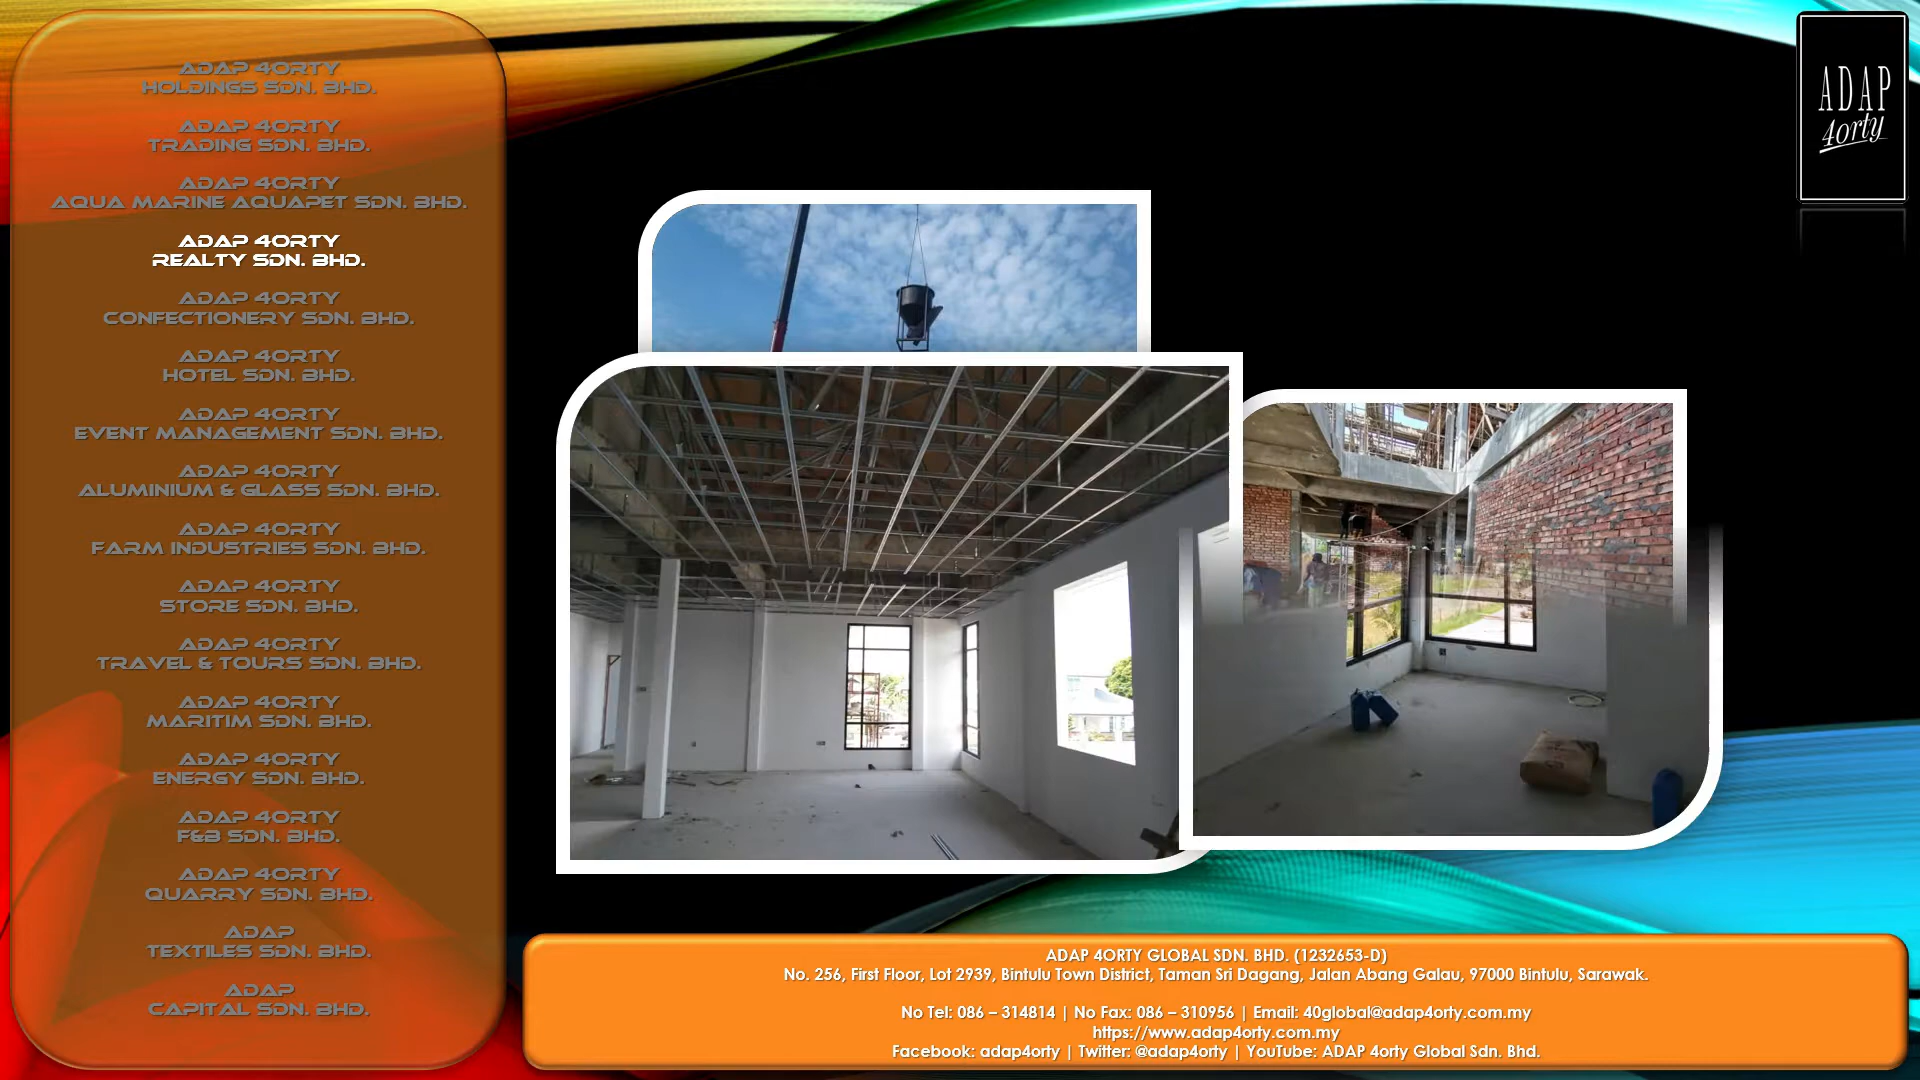 ADAP 4ORTY
HOLDINGS SDN. BHD.
ADAP 4ORTY
TRADING SDN. BHD.
ADAP 4ORTY
AQUA MARINE AQUAPET SDN. BHD.
ADAP 4ORTY
REALTY SDN. BHD.
ADAP 4ORTY
CONFECTIONERY SDN. BHD.
ADAP 4ORTY
HOTEL SDN. BHD.
ADAP 4ORTY
EVENT MANAGEMENT SDN. BHD.
ADAP 4ORTY
ALUMINIUM & GLASS SDN. BHD.
ADAP 4ORTY
FARM INDUSTRIES SDN. BHD.
ADAP 4ORTY
STORE SDN. BHD.
ADAP 4ORTY
TRAVEL & TOURS SDN. BHD.
ADAP 4ORTY
MARITIM SDN. BHD.
ADAP 4ORTY
ENERGY SDN. BHD.
ADAP 4ORTY
F&B SDN. BHD.
ADAP 4ORTY
QUARRY SDN. BHD.
ADAP
TEXTILES SDN. BHD.
ADAP
CAPITAL SDN. BHD.
ADAP
4orty
ADAP 4ORTY GLOBAL SDN. BHD. (1232653-D)
No. 256, First Floor, Lot 2939, Bintulu Town District, Taman Sri Dagang, Jalan Abang Galau, 97000 Bintulu, Sarawak.
No Tel: 086 – 314814 | No Fax: 086 – 310956 | Email: 40global@adap4orty.com.my
https://www.adap4orty.com.my
Facebook: adap4orty | Twitter: @adap4orty | YouTube: ADAP 4orty Global Sdn. Bhd.